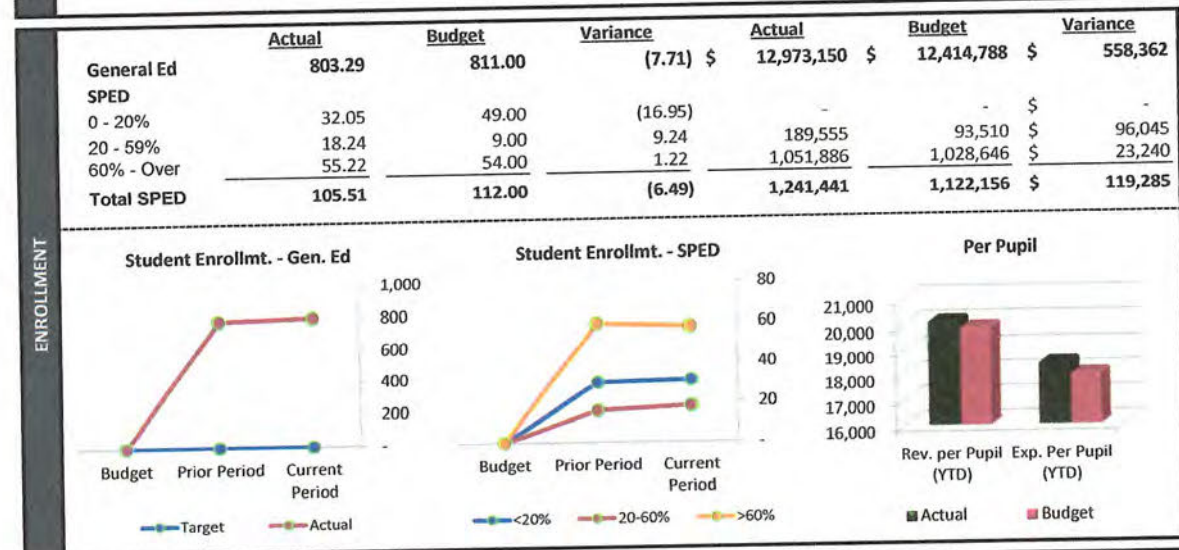 Actual Budget Variance Actual Budget Variance
General Ed 803.29 811.00 (7.71) $ 12,973,150 $ 12,414,788 $ 558,362
SPED
0 - 20% 32.05 49.00 (16.95) - - $ -
20 - 59% 18.24 9.00 9.24 189,555 93,510 $ 96,045
60% - Over 55.22 54.00 1.22 1,051,886 1,028,646 $ 23,240
Total SPED 105.51 112.00 (6.49) 1,241,441 1,122,156 $ 119,285
ENROLLMENT
Student Enrollmt. - Gen. Ed
1,000
800
600
400
200
-
Budget Prior Period Current
Period
Target Actual
Student Enrollmt. - SPED
80
60
40
20
-
Budget Prior Period Current
Period
<20% 20-60% >60%
Per Pupil
21,000
20,000
19,000
18,000
17,000
16,000
Rev. per Pupil Exp. Per Pupil
(YTD) (YTD)
Actual Budget